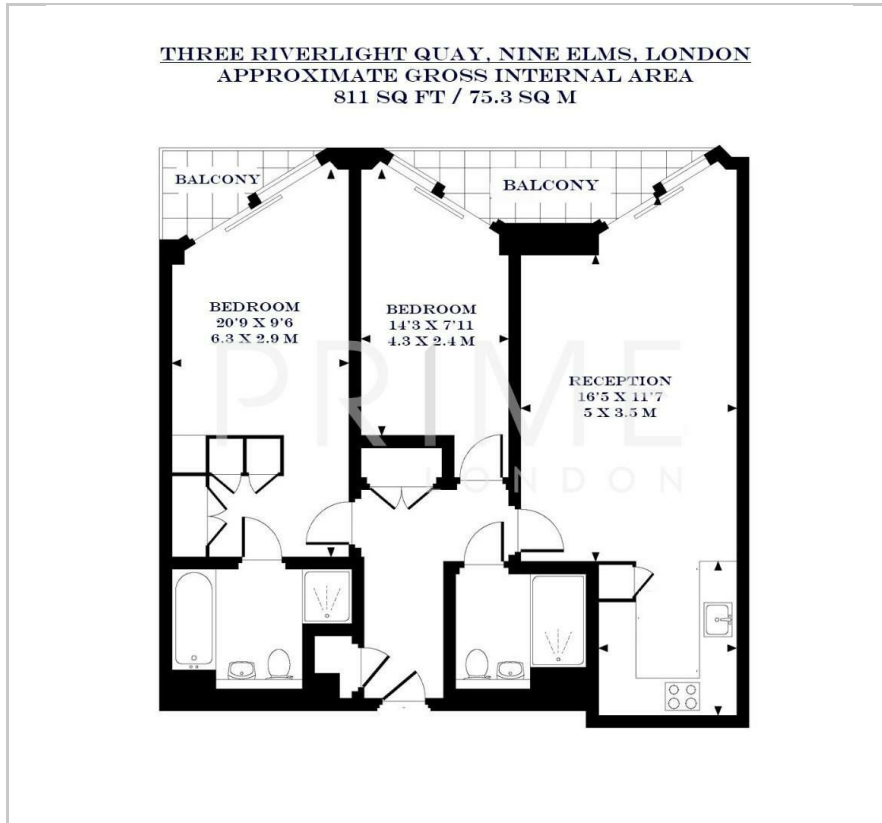 THREE RIVERLIGHT QUAY, NINE ELMS, LONDON
APPROXIMATE GROSS INTERNAL AREA
811 SQ FT / 75.3 SQ M
BALCONY
BALCONY
BEDROOM
20'9 X 9'6
6.3 X 2.9 M
BEDROOM
14'3 X 7'11
4.3 X 2.4 M
RECEPTION
16'5 X 11'7
5 X 3.5 M
PRIME
LONDON